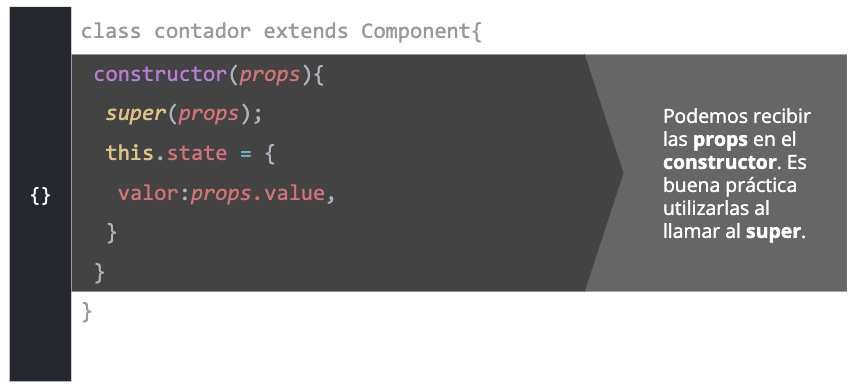 class contador extends Component{
constructor(props){
super(props);
this.state = {
valor:props.value,
}
}
}
{}
Podemos recibir
las props en el
constructor. Es
buena práctica
utilizarlas al
llamar al super.